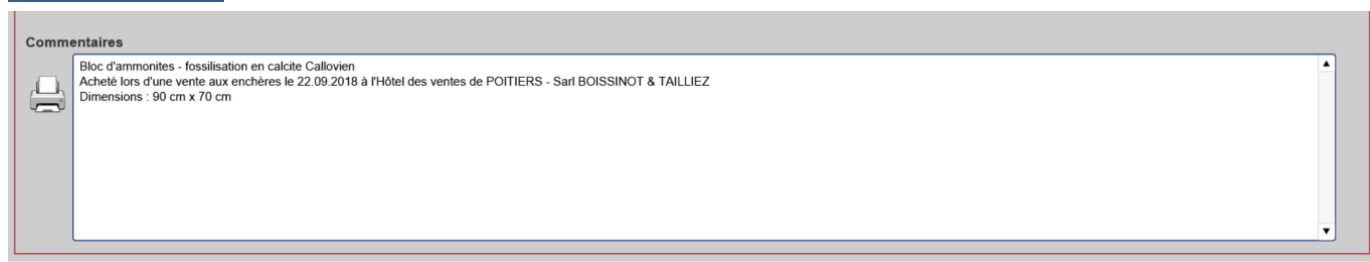 Commentaires
Bloc d'ammonites - fossilisation en calcite Callovien
Acheté lors d'une vente aux enchères le 22.09.2018 à l'Hôtel des ventes de POITIERS - Sarl BOISSINOT & TAILLIEZ
Dimensions : 90 cm x 70 cm